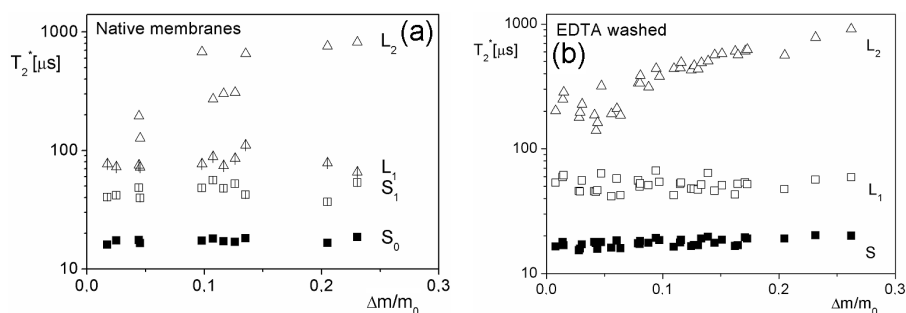 Native membranes (a)
T₂*[µs]
1000
100
10
L₂
L₁
S₁
S₀
0.0 0.1 0.2 0.3
Δm/m₀
EDTA washed
(b)
T₂*[µs]
1000
100
10
L₂
L₁
S
0.0 0.1 0.2 0.3
Δm/m₀